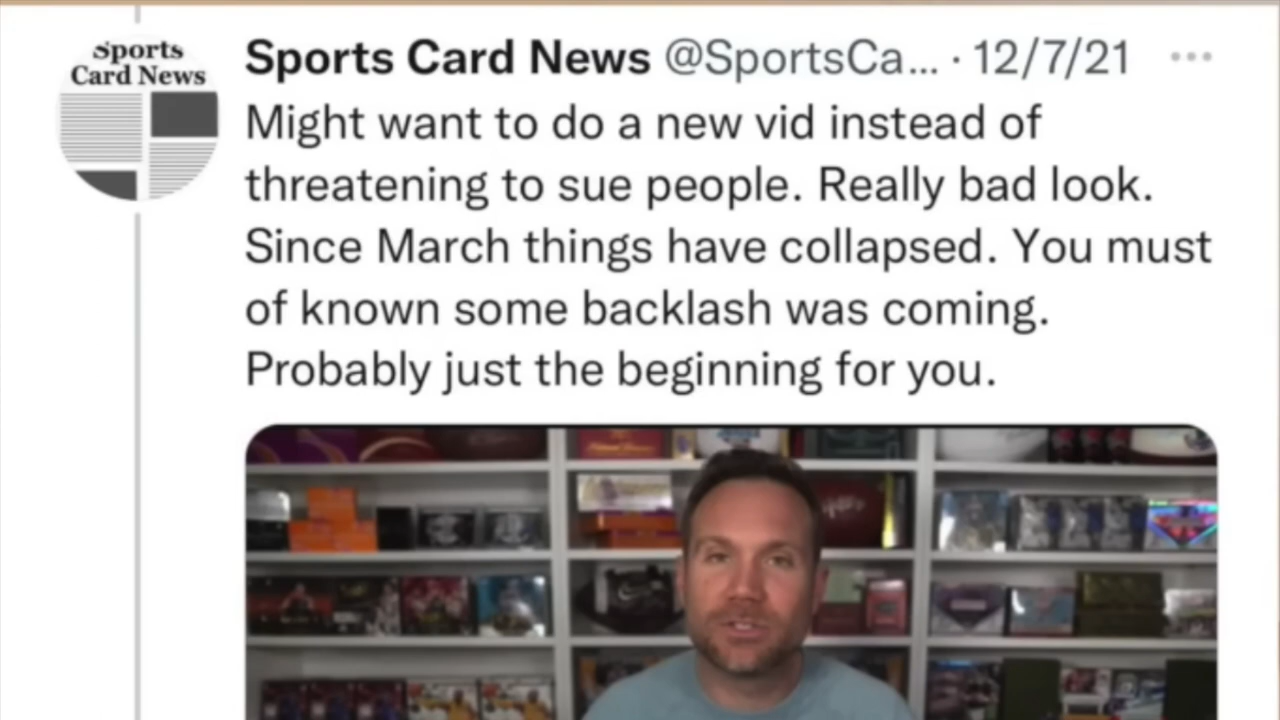 Sports
Card News
Sports Card News @SportsCa... · 12/7/21
Might want to do a new vid instead of
threatening to sue people. Really bad look.
Since March things have collapsed. You must
of known some backlash was coming.
Probably just the beginning for you.